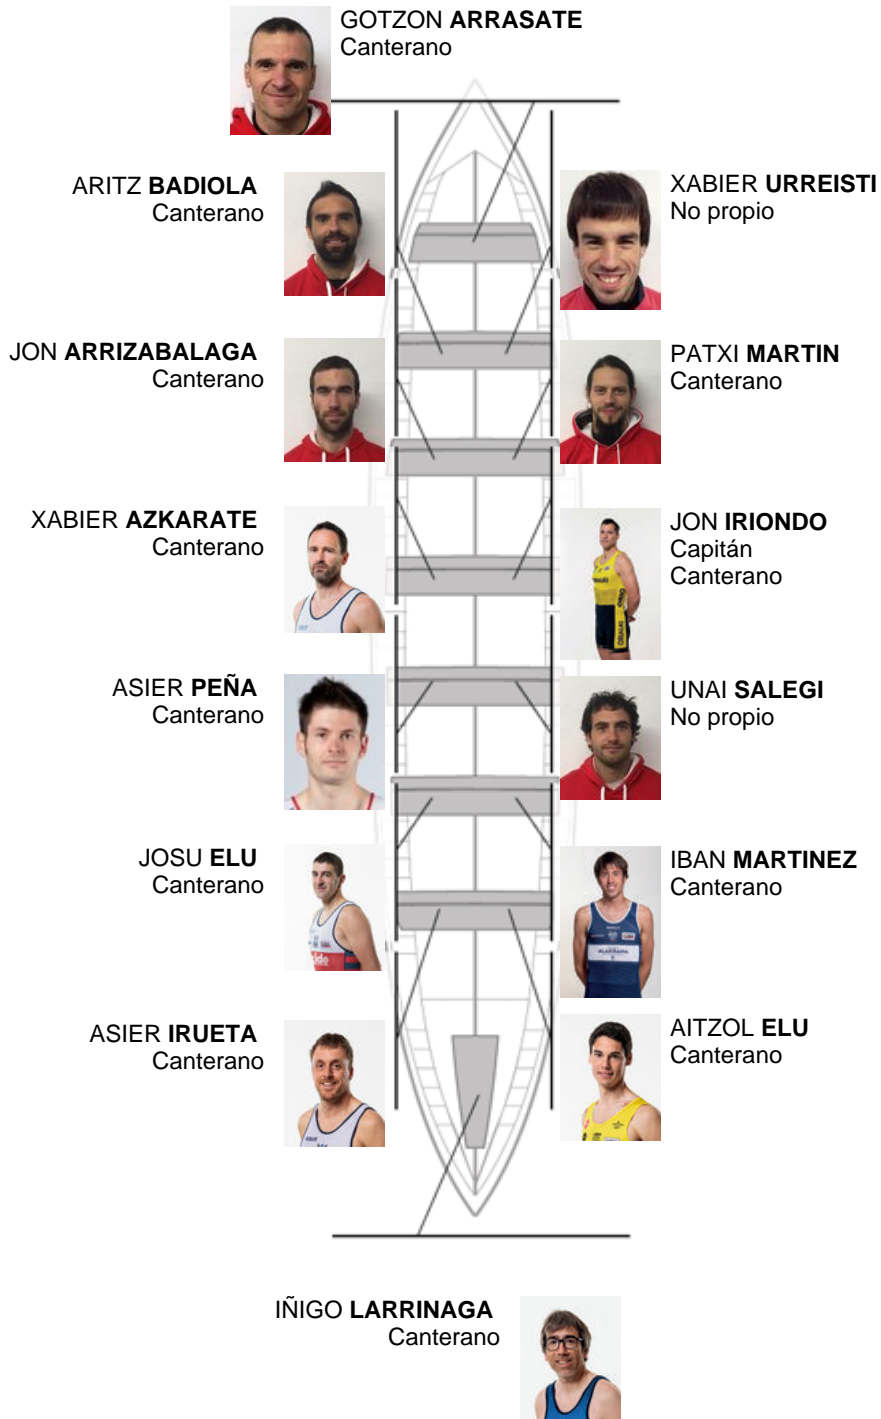 GOTZON ARRASATE
Canterano
ARITZ BADIOLA
Canterano
XABIER URREISTI
No propio
JON ARRIZABALAGA
Canterano
PATXI MARTIN
Canterano
XABIER AZKARATE
Canterano
JON IRIONDO
Capitán
Canterano
ASIER PEÑA
Canterano
UNAI SALEGI
No propio
JOSU ELU
Canterano
IBAN MARTINEZ
Canterano
ASIER IRUETA
Canterano
AITZOL ELU
Canterano
IÑIGO LARRINAGA
Canterano